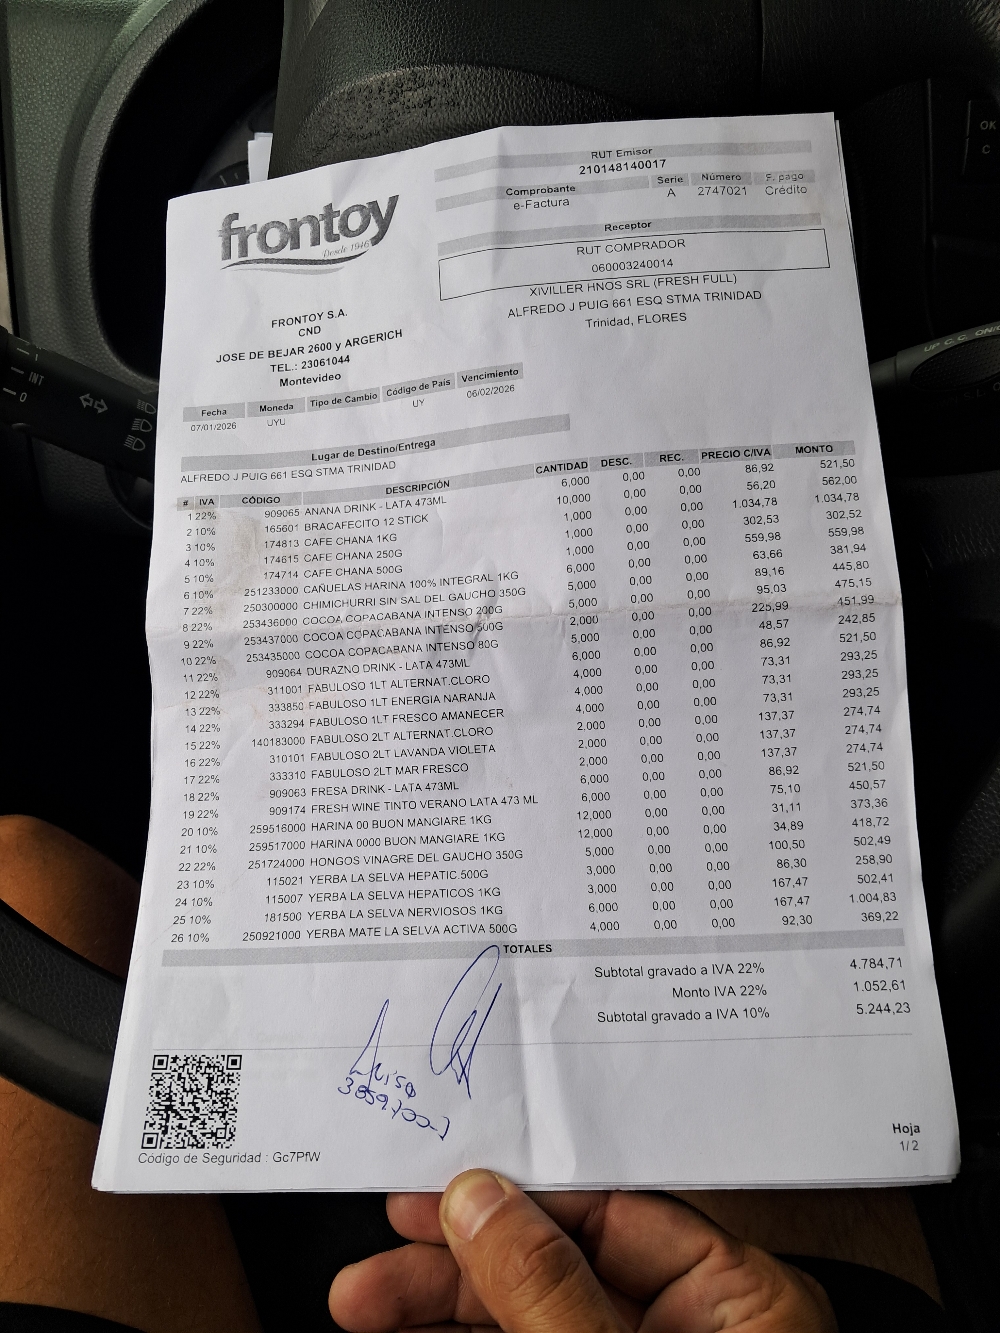 RUT Emisor
210148140017
Comprobante Serie Número F. pago
e-Factura A 2747021 Crédito
frontoy
Desde 1946
Receptor
RUT COMPRADOR
060003240014
XIVILLER HNOS SRL (FRESH FULL)
ALFREDO J PUIG 661 ESQ STMA TRINIDAD
Trinidad, FLORES
FRONTOY S.A.
CND
JOSE DE BEJAR 2600 y ARGERICH
TEL.: 23061044
Montevideo
Fecha Moneda Tipo de Cambio Código de País Vencimiento
07/01/2026 UYU UY 06/02/2026
Lugar de Destino/Entrega
ALFREDO J PUIG 661 ESQ STMA TRINIDAD
# IVA CÓDIGO DESCRIPCIÓN CANTIDAD DESC. REC. PRECIO C/IVA MONTO
1 22% 909065 ANANA DRINK - LATA 473ML 6,000 0,00 0,00 86,92 521,50
2 10% 165601 BRACAFECITO 12 STICK 10,000 0,00 0,00 56,20 562,00
3 10% 174813 CAFE CHANA 1KG 1,000 0,00 0,00 1.034,78 1.034,78
4 10% 174615 CAFE CHANA 250G 1,000 0,00 0,00 302,53 302,52
5 10% 174714 CAFE CHANA 500G 1,000 0,00 0,00 559,98 559,98
6 10% 251233000 CAÑUELAS HARINA 100% INTEGRAL 1KG 6,000 0,00 0,00 63,66 381,94
7 22% 250300000 CHIMICHURRI SIN SAL DEL GAUCHO 350G 5,000 0,00 0,00 89,16 445,80
8 22% 253436000 COCOA COPACABANA INTENSO 200G 5,000 0,00 0,00 95,03 475,15
9 22% 253437000 COCOA COPACABANA INTENSO 500G 2,000 0,00 0,00 225,99 451,99
10 22% 253435000 COCOA COPACABANA INTENSO 80G 5,000 0,00 0,00 48,57 242,85
11 22% 909064 DURAZNO DRINK - LATA 473ML 6,000 0,00 0,00 86,92 521,50
12 22% 311001 FABULOSO 1LT ALTERNAT.CLORO 4,000 0,00 0,00 73,31 293,25
13 22% 333850 FABULOSO 1LT ENERGIA NARANJA 4,000 0,00 0,00 73,31 293,25
14 22% 333294 FABULOSO 1LT FRESCO AMANECER 4,000 0,00 0,00 73,31 293,25
15 22% 140183000 FABULOSO 2LT ALTERNAT.CLORO 2,000 0,00 0,00 137,37 274,74
16 22% 310101 FABULOSO 2LT LAVANDA VIOLETA 2,000 0,00 0,00 137,37 274,74
17 22% 333310 FABULOSO 2LT MAR FRESCO 2,000 0,00 0,00 137,37 274,74
18 22% 909063 FRESA DRINK - LATA 473ML 6,000 0,00 0,00 86,92 521,50
19 22% 909174 FRESH WINE TINTO VERANO LATA 473 ML 6,000 0,00 0,00 75,10 450,57
20 10% 259516000 HARINA 00 BUON MANGIARE 1KG 12,000 0,00 0,00 31,11 373,36
21 10% 259517000 HARINA 0000 BUON MANGIARE 1KG 12,000 0,00 0,00 34,89 418,72
22 22% 251724000 HONGOS VINAGRE DEL GAUCHO 350G 5,000 0,00 0,00 100,50 502,49
23 10% 115021 YERBA LA SELVA HEPATIC.500G 3,000 0,00 0,00 86,30 258,90
24 10% 115007 YERBA LA SELVA HEPATICOS 1KG 3,000 0,00 0,00 167,47 502,41
25 10% 181500 YERBA LA SELVA NERVIOSOS 1KG 6,000 0,00 0,00 167,47 1.004,83
26 10% 250921000 YERBA MATE LA SELVA ACTIVA 500G 4,000 0,00 0,00 92,30 369,22
TOTALES
Subtotal gravado a IVA 22% 4.784,71
Monto IVA 22% 1.052,61
Subtotal gravado a IVA 10% 5.244,23
Código de Seguridad : Gc7PfW
Hoja
1/2
INT
0
OK